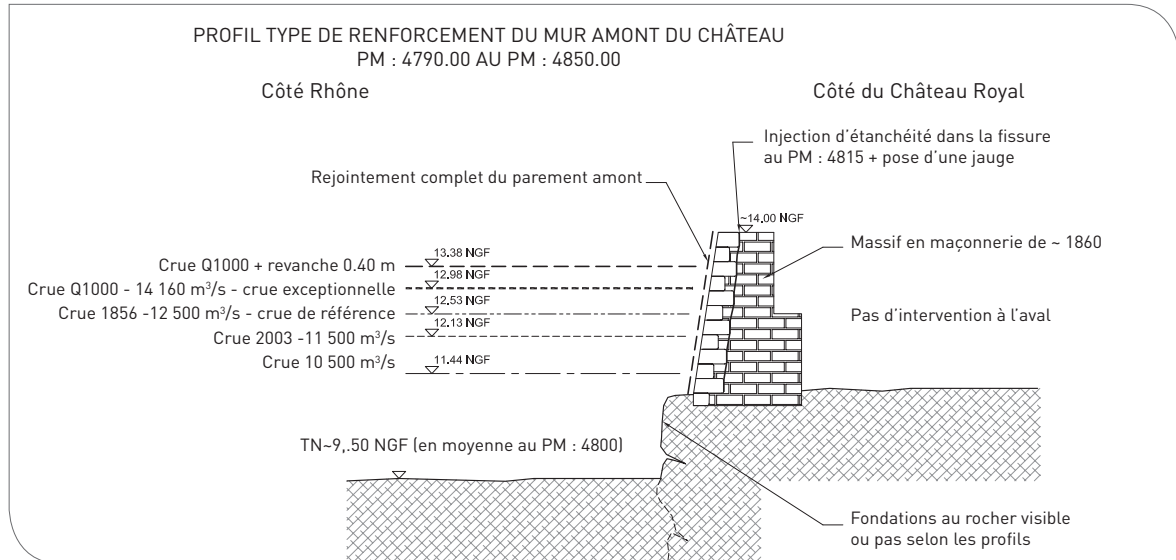 PROFIL TYPE DE RENFORCEMENT DU MUR AMONT DU CHÂTEAU
PM : 4790.00 AU PM : 4850.00
Côté Rhône
Côté du Château Royal
Injection d'étanchéité dans la fissure
au PM : 4815 + pose d'une jauge
Rejointement complet du parement amont
~14.00 NGF
Massif en maçonnerie de ~ 1860
13.38 NGF
Crue Q1000 + revanche 0.40 m
12.98 NGF
Crue Q1000 - 14 160 m³/s - crue exceptionnelle
12.53 NGF
Crue 1856 -12 500 m³/s - crue de référence
Pas d'intervention à l'aval
12.13 NGF
Crue 2003 -11 500 m³/s
11.44 NGF
Crue 10 500 m³/s
TN~9,.50 NGF (en moyenne au PM : 4800)
Fondations au rocher visible
ou pas selon les profils